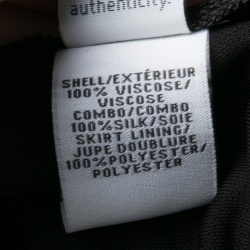 authenticity.
SHELL/EXTÉRIEUR
100% VISCOSE/
VISCOSE
COMBO/COMBO
100%SILK/SOIE
SKIRT LINING/
JUPE DOUBLURE
100%POLYESTER/
POLYESTER